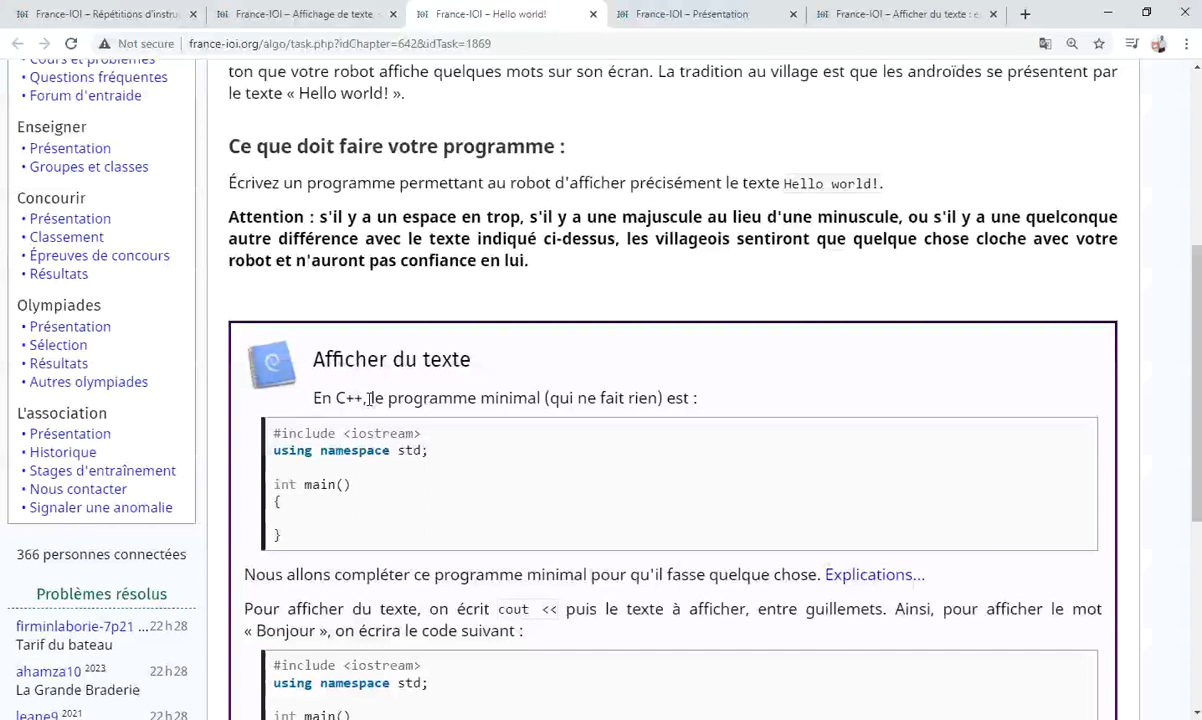 France-IOI – Répétitions d'instru
France-IOI – Affichage de texte,
France-IOI – Hello world!
France-IOI – Présentation
France-IOI – Afficher du texte : e
Not secure
france-ioi.org/algo/task.php?idChapter=642&idTask=1869
• Cours et problèmes
• Questions fréquentes
• Forum d'entraide
Enseigner
• Présentation
• Groupes et classes
Concourir
• Présentation
• Classement
• Épreuves de concours
• Résultats
Olympiades
• Présentation
• Sélection
• Résultats
• Autres olympiades
L'association
• Présentation
• Historique
• Stages d'entraînement
• Nous contacter
• Signaler une anomalie
366 personnes connectées
Problèmes résolus
firminlaborie-7p21 ... 22 h 28
Tarif du bateau
ahamza10 2023 22 h 28
La Grande Braderie
leane9 2021 22 h 28
ton que votre robot affiche quelques mots sur son écran. La tradition au village est que les androïdes se présentent par
le texte « Hello world! ».
Ce que doit faire votre programme :
Écrivez un programme permettant au robot d'afficher précisément le texte Hello world!.
Attention : s'il y a un espace en trop, s'il y a une majuscule au lieu d'une minuscule, ou s'il y a une quelconque
autre différence avec le texte indiqué ci-dessus, les villageois sentiront que quelque chose cloche avec votre
robot et n'auront pas confiance en lui.
Afficher du texte
En C++, le programme minimal (qui ne fait rien) est :
#include <iostream>
using namespace std;
int main()
{
}
Nous allons compléter ce programme minimal pour qu'il fasse quelque chose. Explications...
Pour afficher du texte, on écrit cout << puis le texte à afficher, entre guillemets. Ainsi, pour afficher le mot
« Bonjour », on écrira le code suivant :
#include <iostream>
using namespace std;
int main()